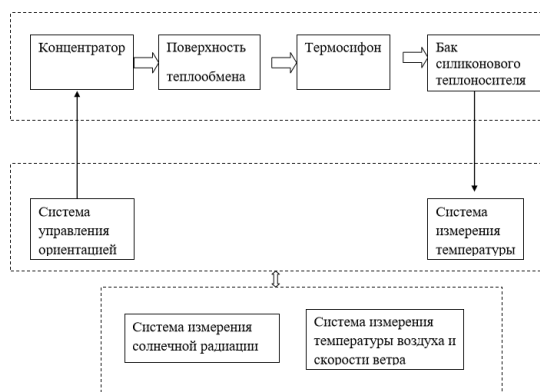 Концентратор
Поверхность
теплообмена
Термосифон
Бак
силиконового
теплоносителя
Система
управления
ориентацией
Система
измерения
температуры
Система измерения
солнечной радиации
Система измерения
температуры воздуха и
скорости ветра